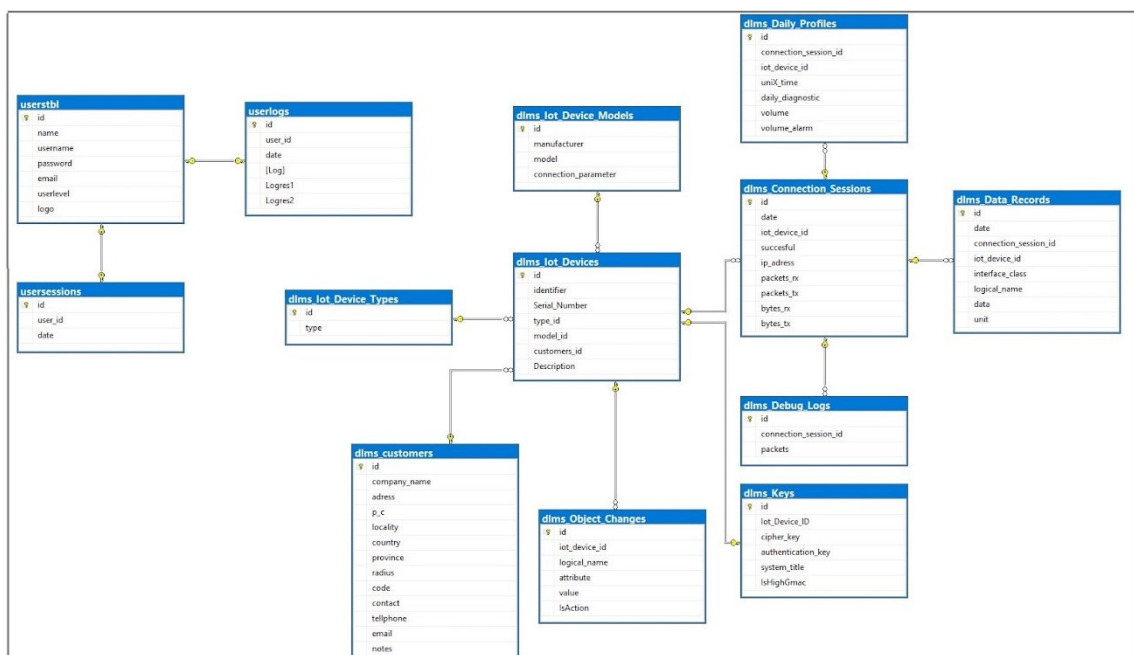 userstbl
id
name
username
password
email
userlevel
logo
userlogs
id
user_id
date
[Log]
Logres1
Logres2
usersessions
id
user_id
date
dlms_Iot_Device_Models
id
manufacturer
model
connection_parameter
dlms_Iot_Device_Types
id
type
dlms_Iot_Devices
id
identifier
Serial_Number
type_id
model_id
customers_id
Description
dlms_customers
id
company_name
adress
p_c
locality
country
province
radius
code
contact
tellphone
email
notes
dlms_Object_Changes
id
iot_device_id
logical_name
attribute
value
IsAction
dlms_Daily_Profiles
id
connection_session_id
iot_device_id
uniX_time
daily_diagnostic
volume
volume_alarm
dlms_Connection_Sessions
id
date
iot_device_id
succesful
ip_adress
packets_rx
packets_tx
bytes_rx
bytes_tx
dlms_Data_Records
id
date
connection_session_id
iot_device_id
interface_class
logical_name
data
unit
dlms_Debug_Logs
id
connection_session_id
packets
dlms_Keys
id
Iot_Device_ID
cipher_key
authentication_key
system_title
IsHighGmac